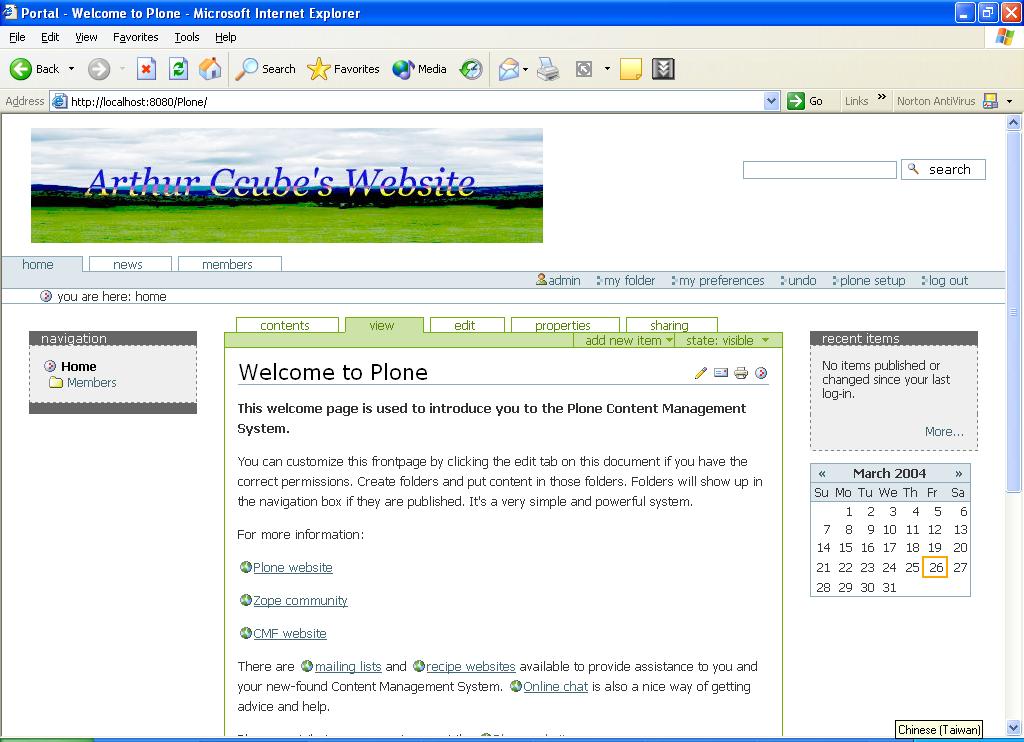 Portal - Welcome to Plone - Microsoft Internet Explorer
File Edit View Favorites Tools Help
Back Search Favorites Media
Address http://localhost:8080/Plone/ Go Links » Norton AntiVirus
Arthur Ccube's Website
search
home news members
admin my folder my preferences undo plone setup log out
you are here: home
navigation
Home
Members
contents view edit properties sharing
add new item state: visible
Welcome to Plone
This welcome page is used to introduce you to the Plone Content Management
System.
You can customize this frontpage by clicking the edit tab on this document if you have the
correct permissions. Create folders and put content in those folders. Folders will show up in
the navigation box if they are published. It's a very simple and powerful system.
For more information:
Plone website
Zope community
CMF website
There are mailing lists and recipe websites available to provide assistance to you and
your new-found Content Management System. Online chat is also a nice way of getting
advice and help.
recent items
No items published or
changed since your last
log-in.
More...
« March 2004 »
Su Mo Tu We Th Fr Sa
1 2 3 4 5 6
7 8 9 10 11 12 13
14 15 16 17 18 19 20
21 22 23 24 25 26 27
28 29 30 31
Chinese (Taiwan)